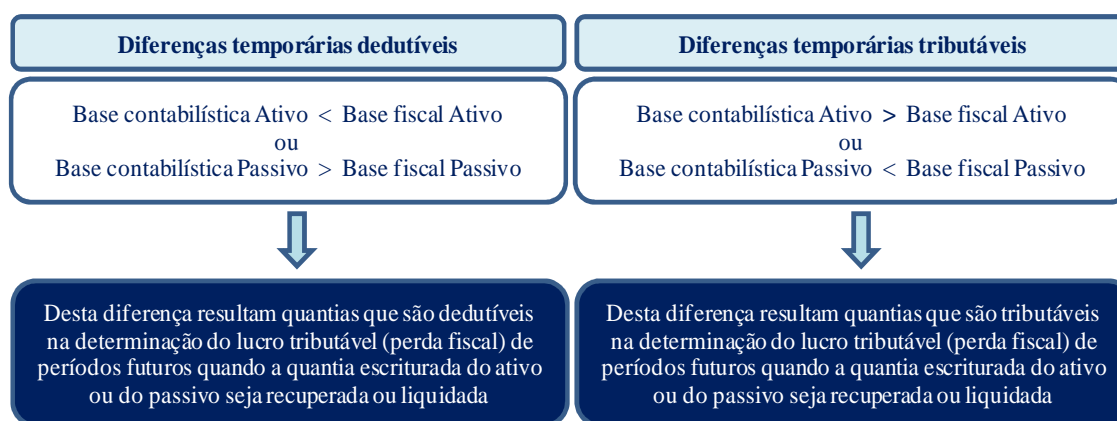 Diferenças temporárias dedutíveis
Base contabilística Ativo < Base fiscal Ativo
ou
Base contabilística Passivo > Base fiscal Passivo
Desta diferença resultam quantias que são dedutíveis
na determinação do lucro tributável (perda fiscal) de
períodos futuros quando a quantia escriturada do ativo
ou do passivo seja recuperada ou liquidada
Diferenças temporárias tributáveis
Base contabilística Ativo > Base fiscal Ativo
ou
Base contabilística Passivo < Base fiscal Passivo
Desta diferença resultam quantias que são tributáveis
na determinação do lucro tributável (perda fiscal) de
períodos futuros quando a quantia escriturada do ativo
ou do passivo seja recuperada ou liquidada